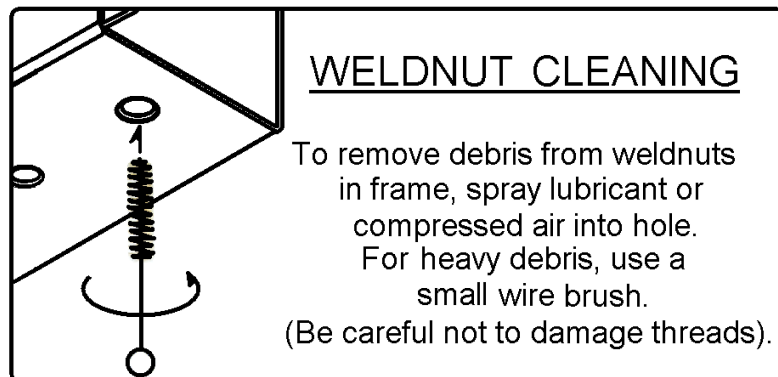 WELDNUT CLEANING
To remove debris from weldnuts
in frame, spray lubricant or
compressed air into hole.
For heavy debris, use a
small wire brush.
(Be careful not to damage threads).